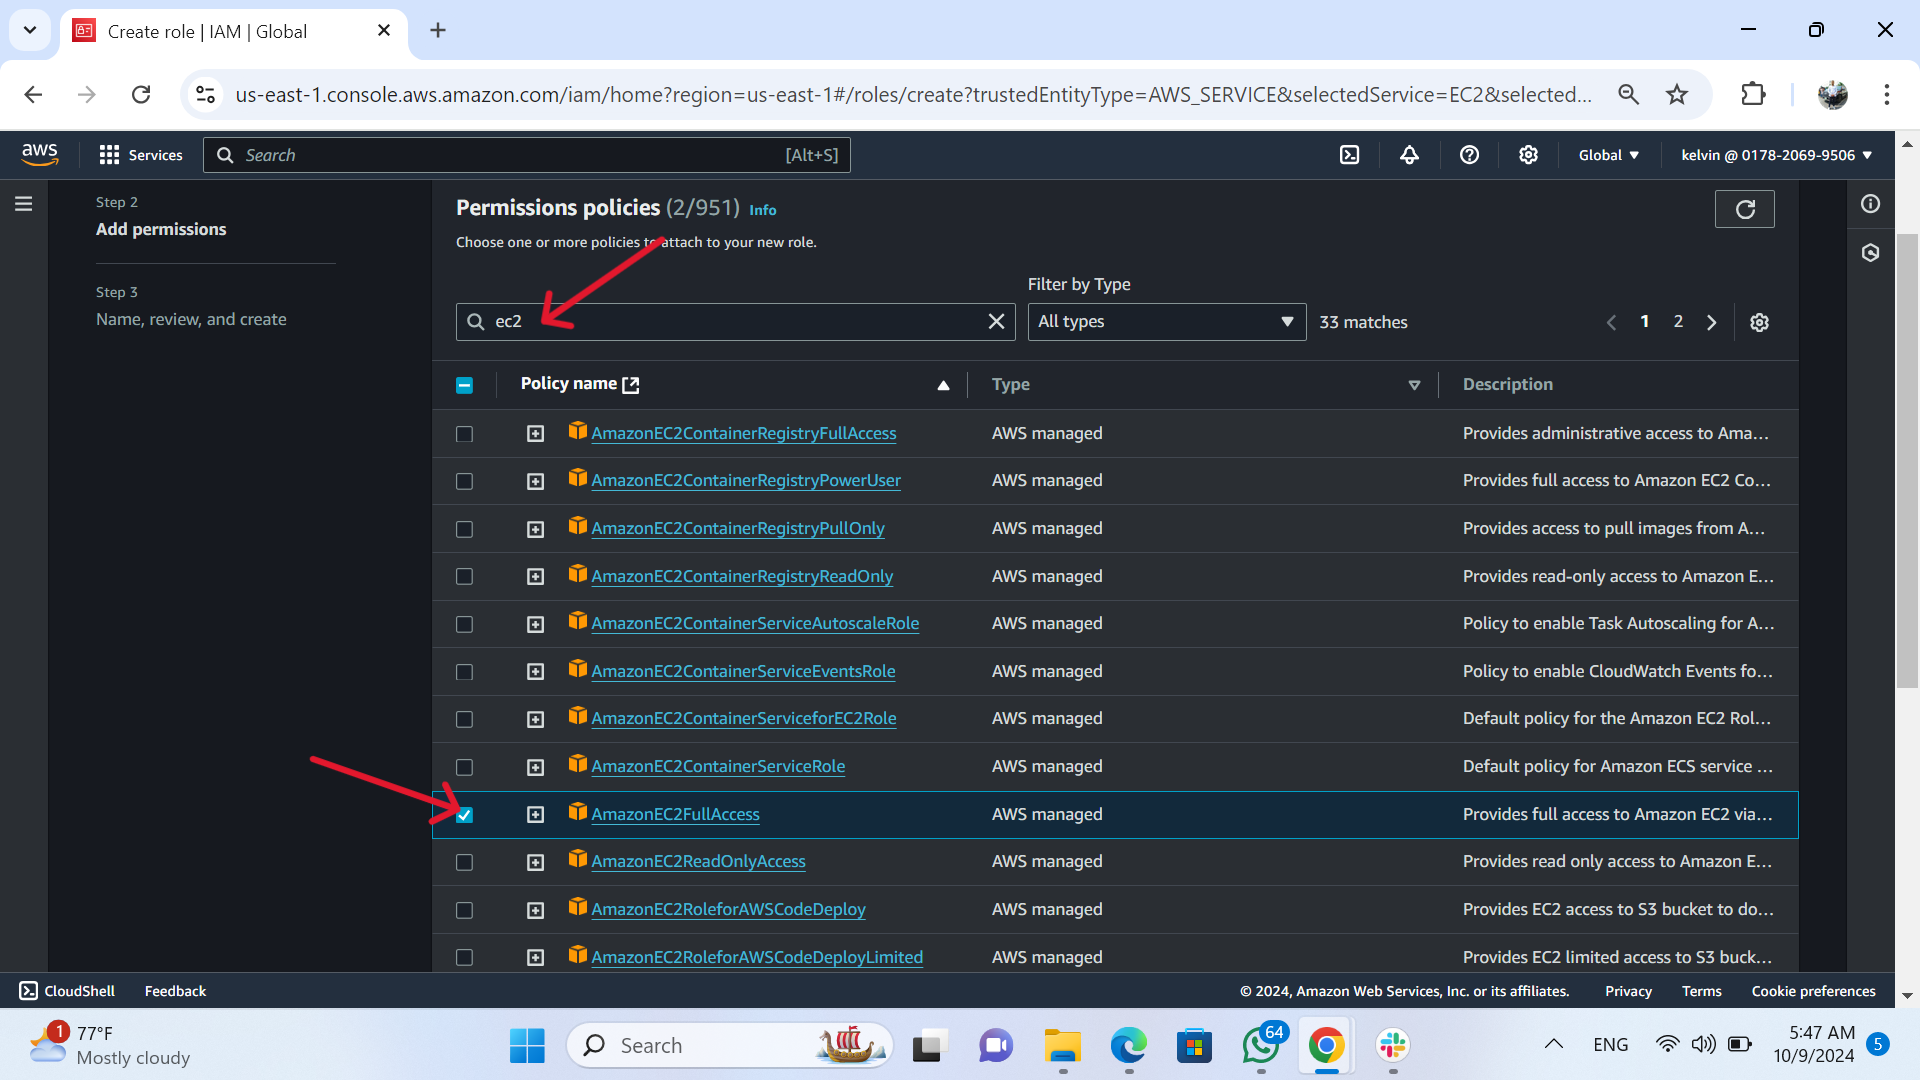 Create role | IAM | Global
us-east-1.console.aws.amazon.com/iam/home?region=us-east-1#/roles/create?trustedEntityType=AWS_SERVICE&selectedService=EC2&selected...
aws
Services
Search
[Alt+S]
Global
kelvin @ 0178-2069-9506
Step 2
Add permissions
Step 3
Name, review, and create
Permissions policies (2/951) Info
Choose one or more policies to attach to your new role.
Filter by Type
ec2
All types
33 matches
1 2
Policy name
Type
Description
AmazonEC2ContainerRegistryFullAccess AWS managed Provides administrative access to Ama...
AmazonEC2ContainerRegistryPowerUser AWS managed Provides full access to Amazon EC2 Co...
AmazonEC2ContainerRegistryPullOnly AWS managed Provides access to pull images from A...
AmazonEC2ContainerRegistryReadOnly AWS managed Provides read-only access to Amazon E...
AmazonEC2ContainerServiceAutoscaleRole AWS managed Policy to enable Task Autoscaling for A...
AmazonEC2ContainerServiceEventsRole AWS managed Policy to enable CloudWatch Events fo...
AmazonEC2ContainerServiceforEC2Role AWS managed Default policy for the Amazon EC2 Rol...
AmazonEC2ContainerServiceRole AWS managed Default policy for Amazon ECS service ...
AmazonEC2FullAccess AWS managed Provides full access to Amazon EC2 via...
AmazonEC2ReadOnlyAccess AWS managed Provides read only access to Amazon E...
AmazonEC2RoleforAWSCodeDeploy AWS managed Provides EC2 access to S3 bucket to do...
AmazonEC2RoleforAWSCodeDeployLimited AWS managed Provides EC2 limited access to S3 buck...
CloudShell
Feedback
© 2024, Amazon Web Services, Inc. or its affiliates.
Privacy
Terms
Cookie preferences
1
77°F
Mostly cloudy
Search
64
ENG
5:47 AM
10/9/2024
5